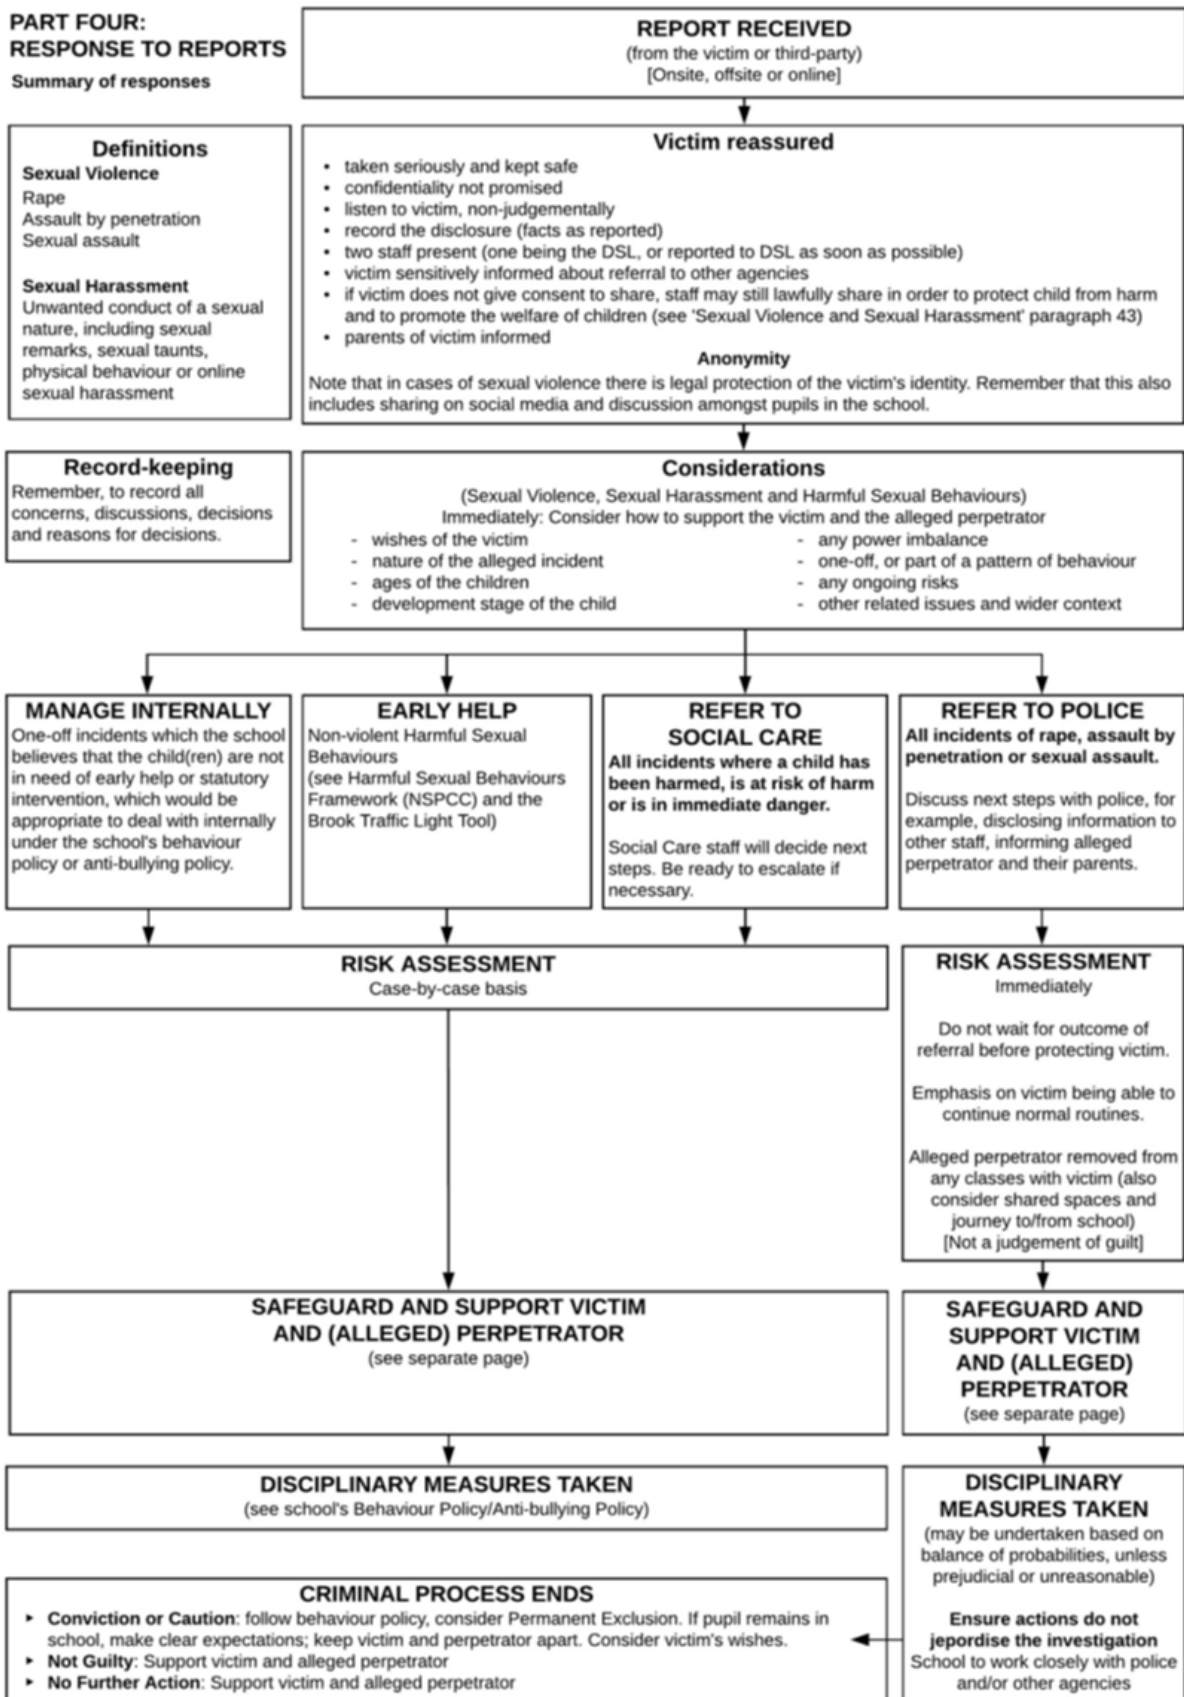 PART FOUR:
RESPONSE TO REPORTS
Summary of responses
REPORT RECEIVED
(from the victim or third-party)
[Onsite, offsite or online]
Definitions
Sexual Violence
Rape
Assault by penetration
Sexual assault
Sexual Harassment
Unwanted conduct of a sexual
nature, including sexual
remarks, sexual taunts,
physical behaviour or online
sexual harassment
Victim reassured
• taken seriously and kept safe
• confidentiality not promised
• listen to victim, non-judgementally
• record the disclosure (facts as reported)
• two staff present (one being the DSL, or reported to DSL as soon as possible)
• victim sensitively informed about referral to other agencies
• if victim does not give consent to share, staff may still lawfully share in order to protect child from harm
and to promote the welfare of children (see 'Sexual Violence and Sexual Harassment' paragraph 43)
• parents of victim informed
Anonymity
Note that in cases of sexual violence there is legal protection of the victim's identity. Remember that this also
includes sharing on social media and discussion amongst pupils in the school.
Record-keeping
Remember, to record all
concerns, discussions, decisions
and reasons for decisions.
Considerations
(Sexual Violence, Sexual Harassment and Harmful Sexual Behaviours)
Immediately: Consider how to support the victim and the alleged perpetrator
- wishes of the victim
- nature of the alleged incident
- ages of the children
- development stage of the child
- any power imbalance
- one-off, or part of a pattern of behaviour
- any ongoing risks
- other related issues and wider context
MANAGE INTERNALLY
One-off incidents which the school
believes that the child(ren) are not
in need of early help or statutory
intervention, which would be
appropriate to deal with internally
under the school's behaviour
policy or anti-bullying policy.
EARLY HELP
Non-violent Harmful Sexual
Behaviours
(see Harmful Sexual Behaviours
Framework (NSPCC) and the
Brook Traffic Light Tool)
REFER TO
SOCIAL CARE
All incidents where a child has
been harmed, is at risk of harm
or is in immediate danger.
Social Care staff will decide next
steps. Be ready to escalate if
necessary.
REFER TO POLICE
All incidents of rape, assault by
penetration or sexual assault.
Discuss next steps with police, for
example, disclosing information to
other staff, informing alleged
perpetrator and their parents.
RISK ASSESSMENT
Case-by-case basis
RISK ASSESSMENT
Immediately
Do not wait for outcome of
referral before protecting victim.
Emphasis on victim being able to
continue normal routines.
Alleged perpetrator removed from
any classes with victim (also
consider shared spaces and
journey to/from school)
[Not a judgement of guilt]
SAFEGUARD AND SUPPORT VICTIM
AND (ALLEGED) PERPETRATOR
(see separate page)
SAFEGUARD AND
SUPPORT VICTIM
AND (ALLEGED)
PERPETRATOR
(see separate page)
DISCIPLINARY MEASURES TAKEN
(see school's Behaviour Policy/Anti-bullying Policy)
DISCIPLINARY
MEASURES TAKEN
(may be undertaken based on
balance of probabilities, unless
prejudicial or unreasonable)
Ensure actions do not
jepordise the investigation
School to work closely with police
and/or other agencies
CRIMINAL PROCESS ENDS
▸ Conviction or Caution: follow behaviour policy, consider Permanent Exclusion. If pupil remains in
school, make clear expectations; keep victim and perpetrator apart. Consider victim's wishes.
▸ Not Guilty: Support victim and alleged perpetrator
▸ No Further Action: Support victim and alleged perpetrator